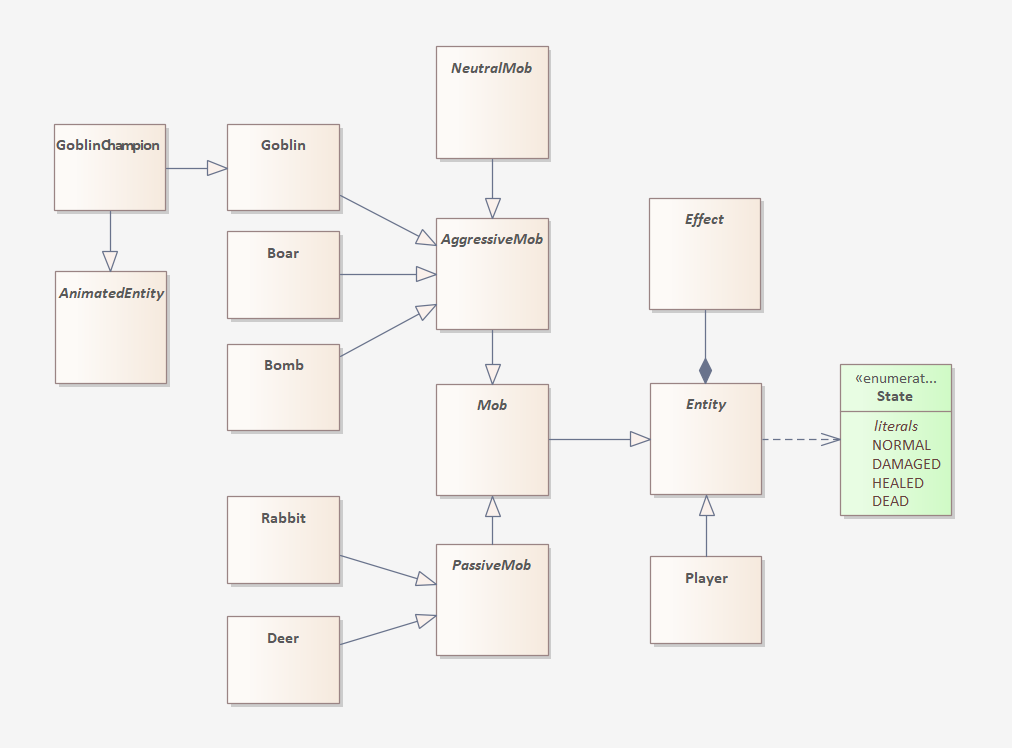 NeutralMob
GoblinChampion
Goblin
Effect
AggressiveMob
Boar
AnimatedEntity
Bomb
«enumerat...
State
Mob
Entity
literals
NORMAL
DAMAGED
HEALED
DEAD
Rabbit
PassiveMob
Player
Deer